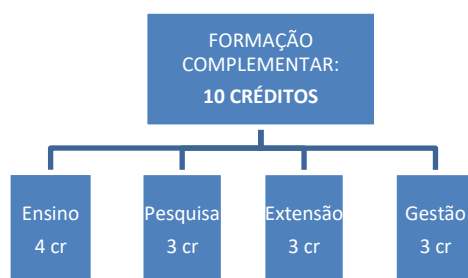 FORMAÇÃO
COMPLEMENTAR:
10 CRÉDITOS
Ensino
4 cr
Pesquisa
3 cr
Extensão
3 cr
Gestão
3 cr